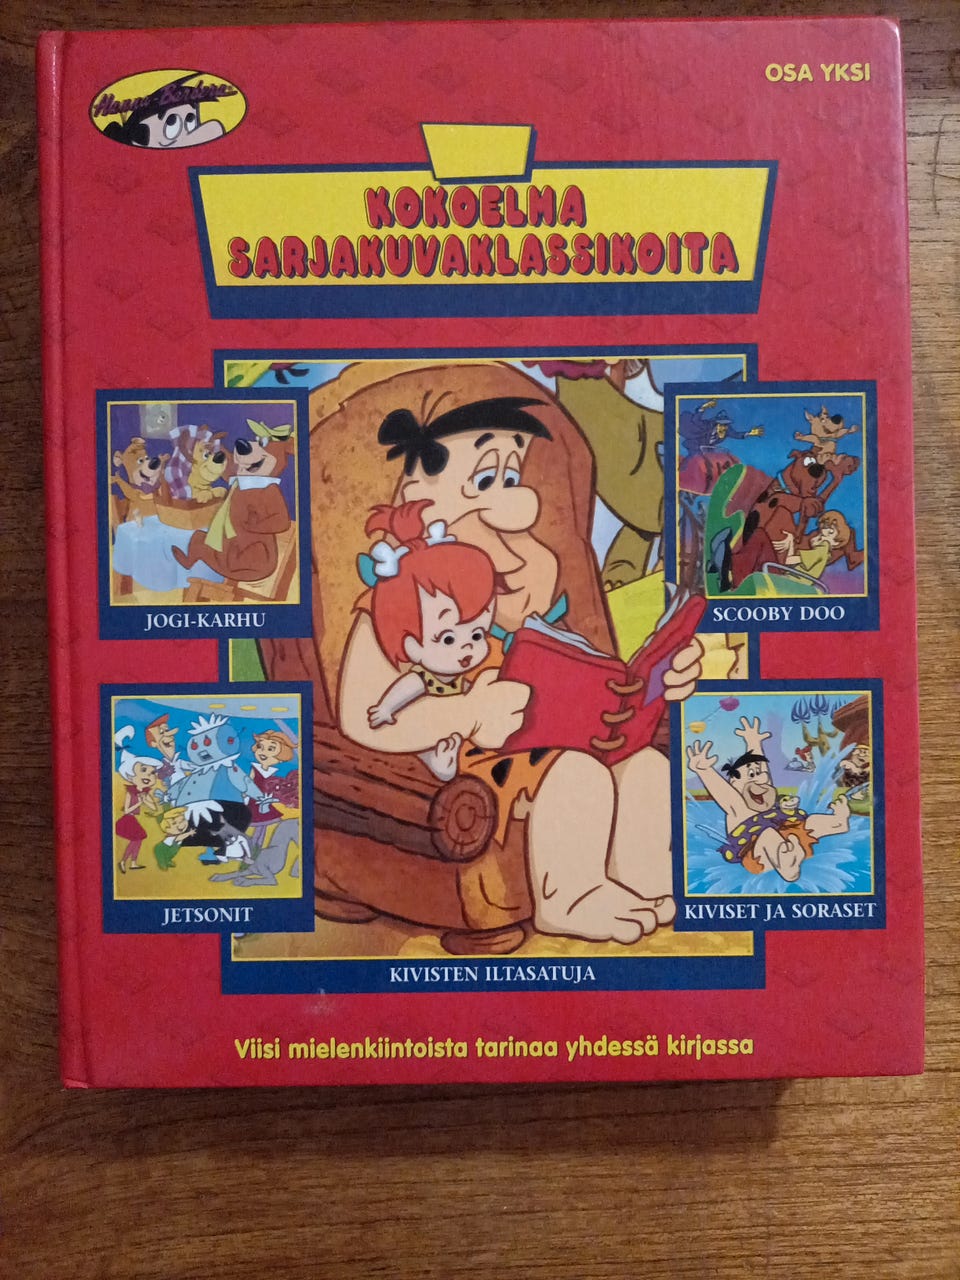 Hanna-Barbera
OSA YKSI
KOKOELMA
SARJAKUVAKLASSIKOITA
JOGI-KARHU
SCOOBY DOO
JETSONIT
KIVISET JA SORASET
KIVISTEN ILTASATUJA
Viisi mielenkiintoista tarinaa yhdessä kirjassa